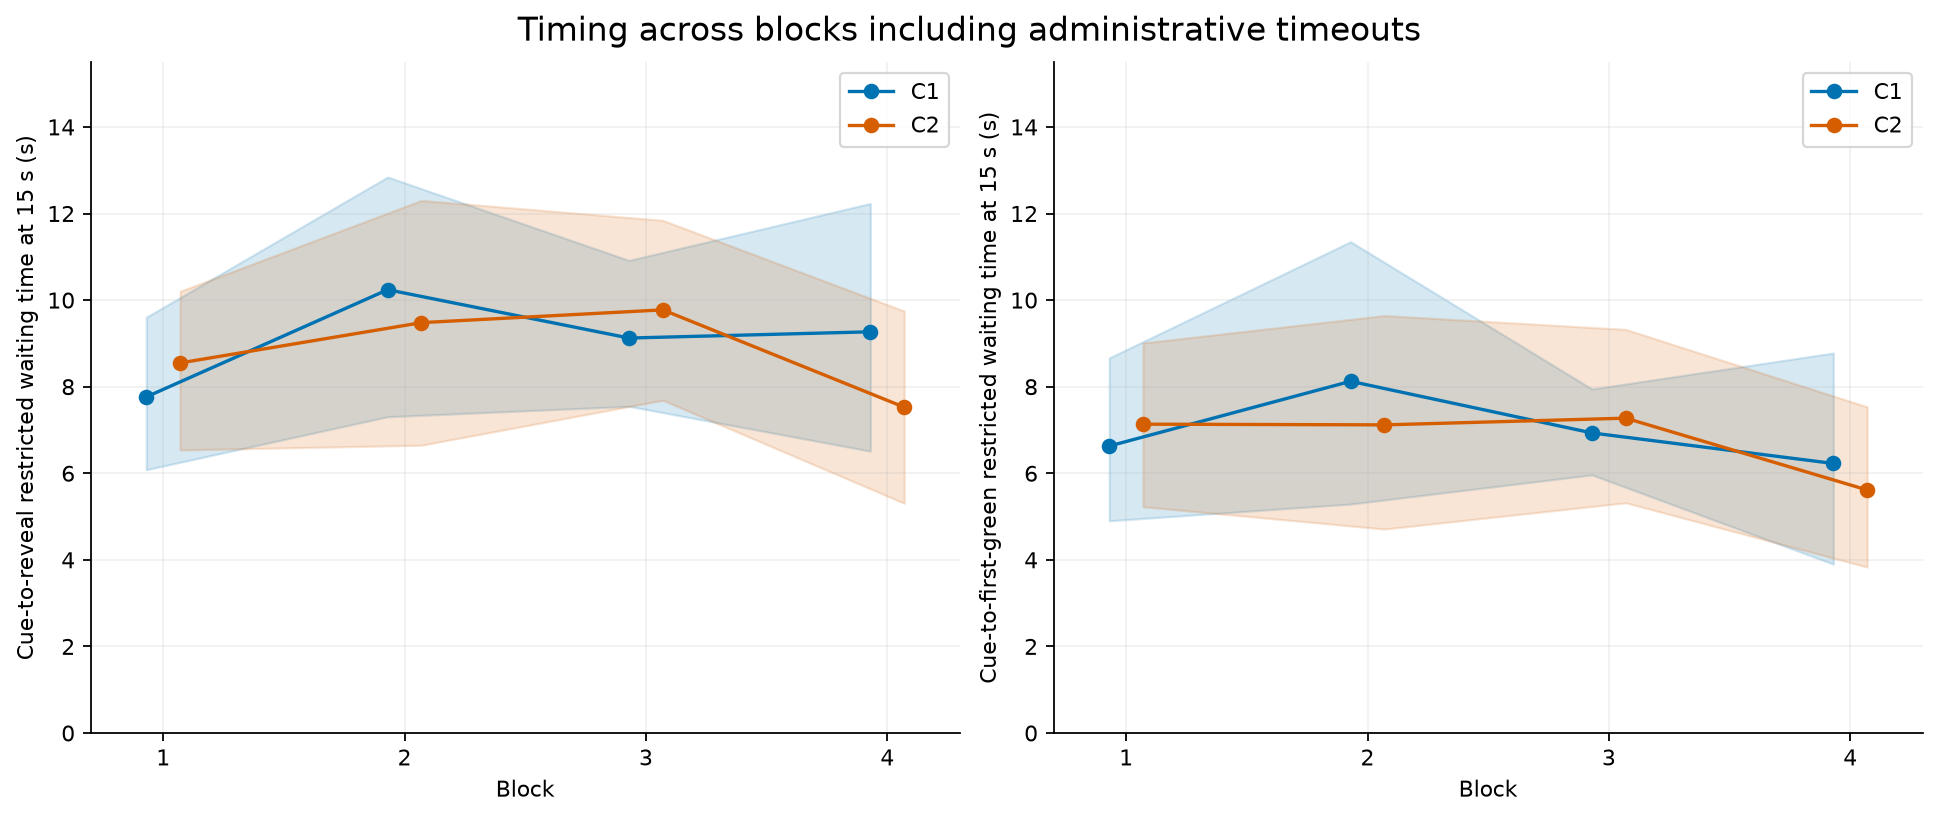 Timing across blocks including administrative timeouts
Cue-to-reveal restricted waiting time at 15 s (s)
14
12
10
8
6
4
2
0
1
2
3
4
Block
C1
C2
Cue-to-first-green restricted waiting time at 15 s (s)
14
12
10
8
6
4
2
0
1
2
3
4
Block
C1
C2